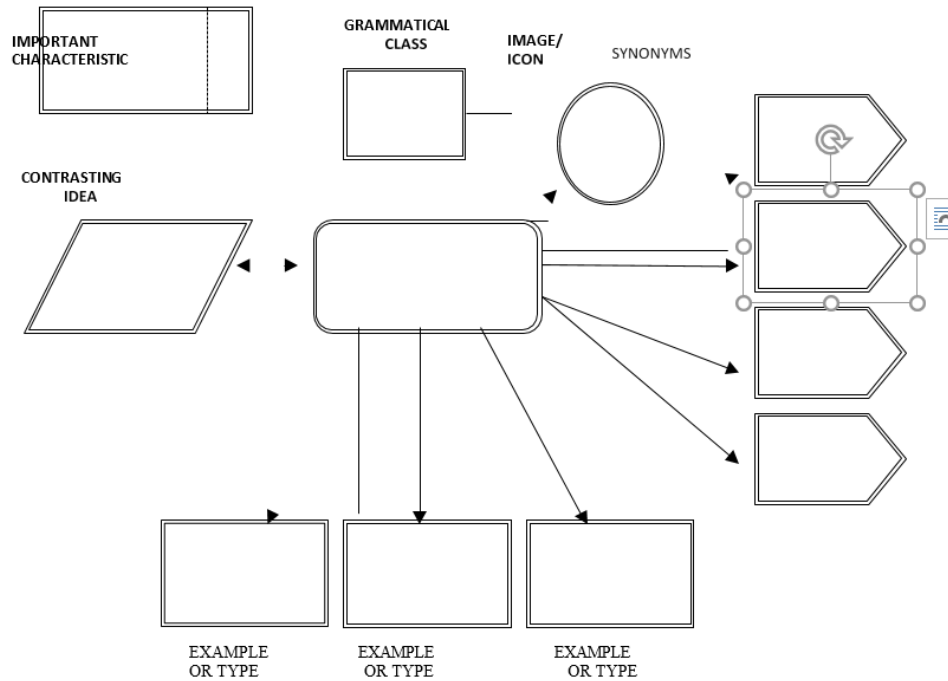 IMPORTANT
CHARACTERISTIC
GRAMMATICAL
CLASS
IMAGE/
ICON
SYNONYMS
CONTRASTING
IDEA
EXAMPLE
OR TYPE
EXAMPLE
OR TYPE
EXAMPLE
OR TYPE